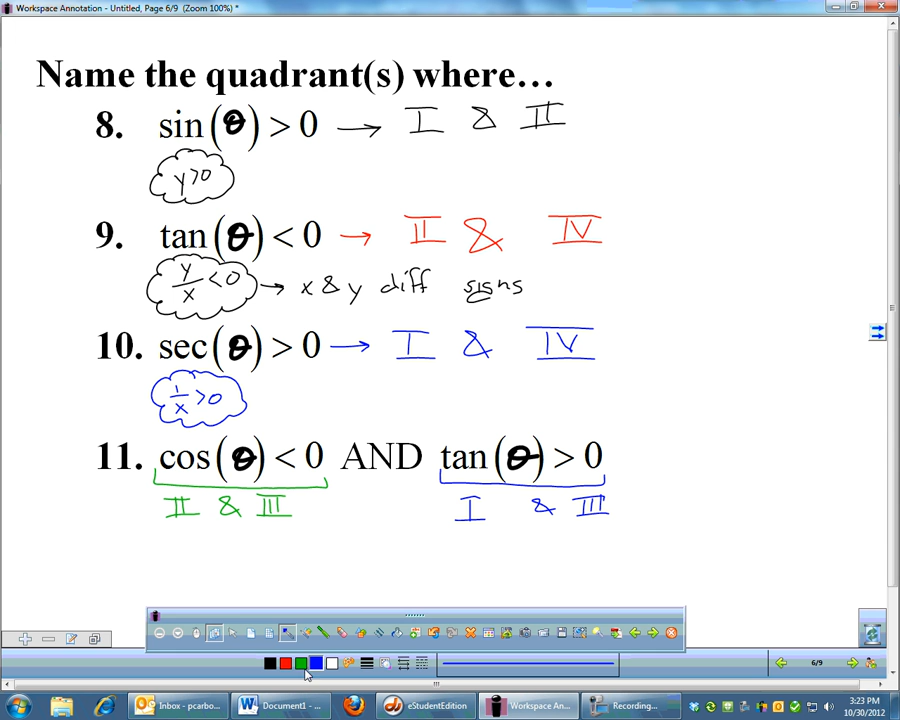 Workspace Annotation - Untitled, Page 6/9 (Zoom 100%) *
Name the quadrant(s) where…
8. sin(θ) > 0 → I & II
y>0
9. tan(θ) < 0 → II & IV
y/x < 0 → x & y diff signs
10. sec(θ) > 0 → I & IV
1/x > 0
11. cos(θ) < 0 AND tan(θ) > 0
II & III I & III
6/9
Inbox - pcarbo... Document1 - ... eStudentEdition Workspace An... Recording...
3:23 PM
10/30/2012